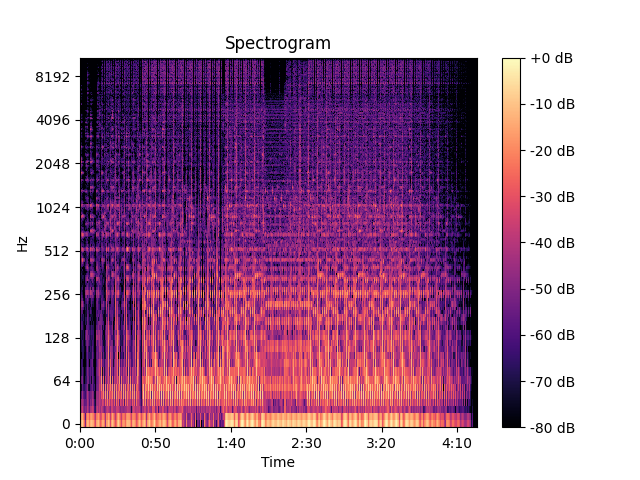 Spectrogram
Hz
8192
4096
2048
1024
512
256
128
64
0
0:00 0:50 1:40 2:30 3:20 4:10
Time
+0 dB
-10 dB
-20 dB
-30 dB
-40 dB
-50 dB
-60 dB
-70 dB
-80 dB